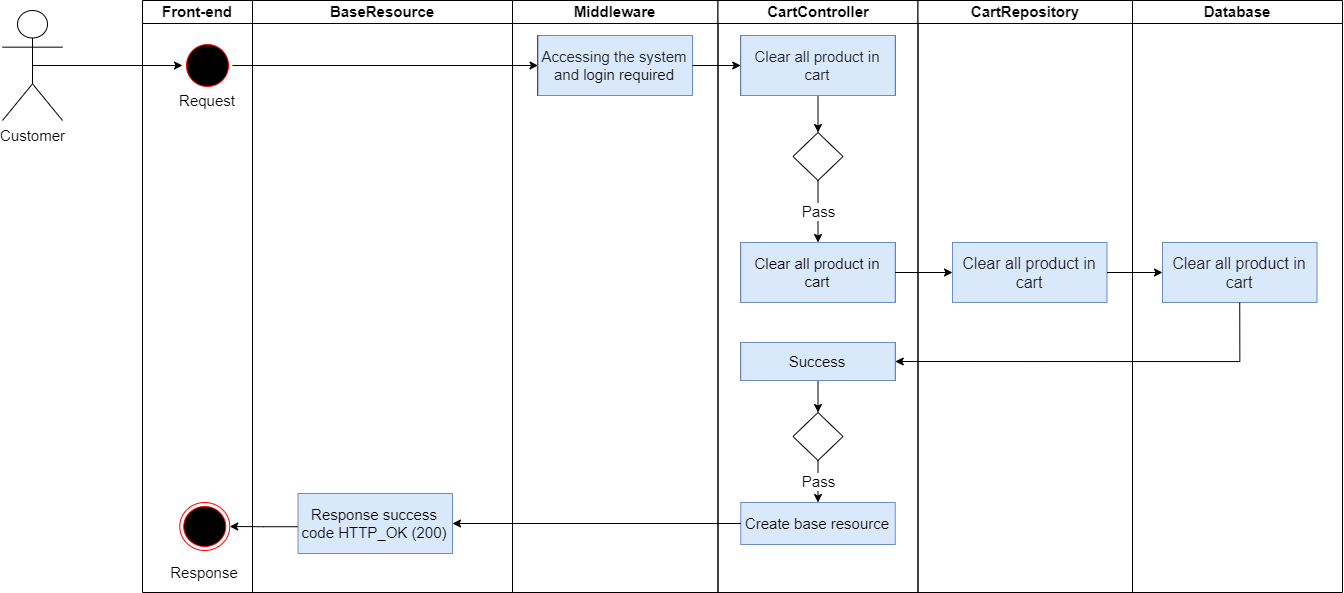 Front-end
BaseResource
Middleware
CartController
CartRepository
Database
Customer
Request
Accessing the system
and login required
Clear all product in
cart
Pass
Clear all product in
cart
Clear all product in
cart
Clear all product in
cart
Success
Pass
Create base resource
Response success
code HTTP_OK (200)
Response